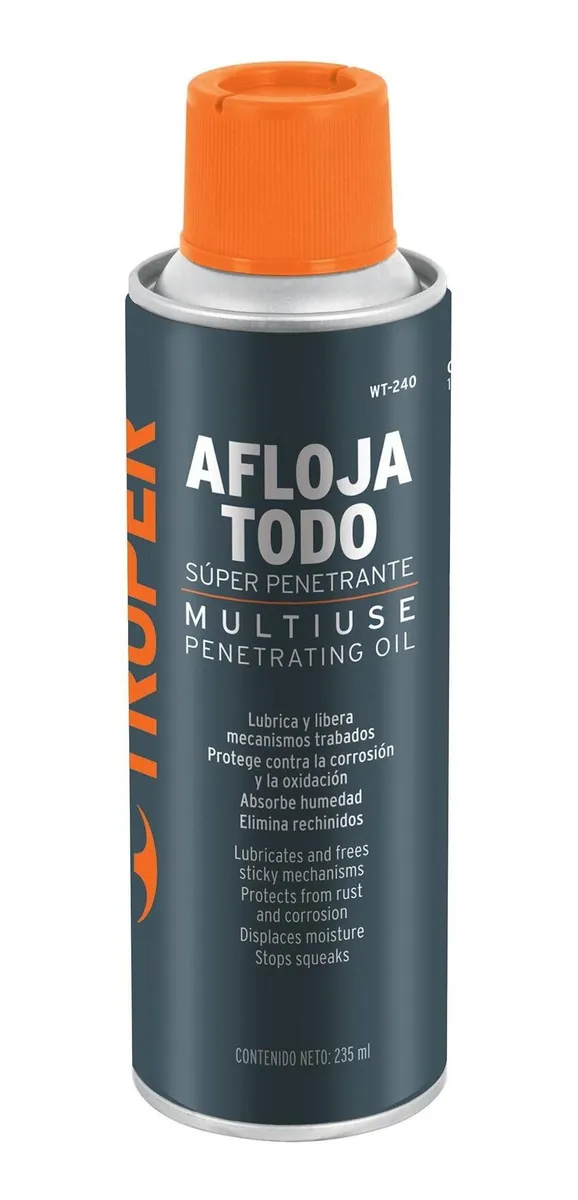 TRUPER
WT-240
AFLOJA
TODO
SÚPER PENETRANTE
MULTIUSE
PENETRATING OIL
Lubrica y libera
mecanismos trabados
Protege contra la corrosión
y la oxidación
Absorbe humedad
Elimina rechinidos
Lubricates and frees
sticky mechanisms
Protects from rust
and corrosion
Displaces moisture
Stops squeaks
CONTENIDO NETO: 235 ml